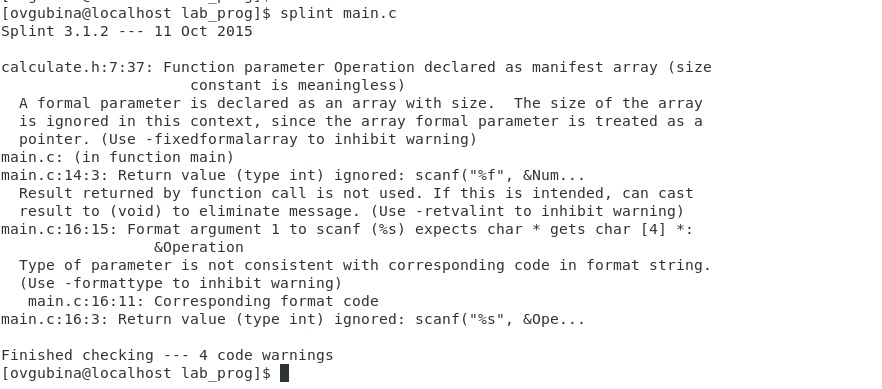 [ovgubina@localhost lab_prog]$ splint main.c
Splint 3.1.2 --- 11 Oct 2015

calculate.h:7:37: Function parameter Operation declared as manifest array (size
                     constant is meaningless)
  A formal parameter is declared as an array with size.  The size of the array
  is ignored in this context, since the array formal parameter is treated as a
  pointer. (Use -fixedformalarray to inhibit warning)
main.c: (in function main)
main.c:14:3: Return value (type int) ignored: scanf("%f", &Num...
  Result returned by function call is not used. If this is intended, can cast
  result to (void) to eliminate message. (Use -retvalint to inhibit warning)
main.c:16:15: Format argument 1 to scanf (%s) expects char * gets char [4] *:
                 &Operation
  Type of parameter is not consistent with corresponding code in format string.
  (Use -formattype to inhibit warning)
   main.c:16:11: Corresponding format code
main.c:16:3: Return value (type int) ignored: scanf("%s", &Ope...

Finished checking --- 4 code warnings
[ovgubina@localhost lab_prog]$